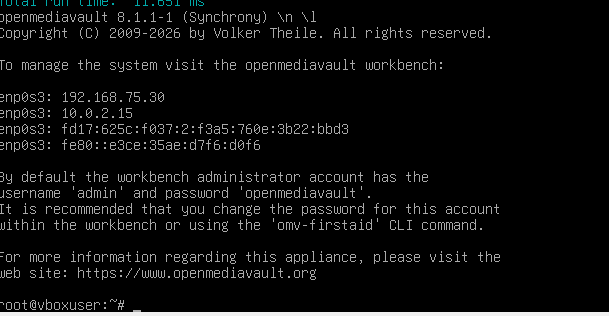 Total run time: 11.651 ms
openmediavault 8.1.1-1 (Synchrony) \n \l
Copyright (C) 2009-2026 by Volker Theile. All rights reserved.
To manage the system visit the openmediavault workbench:
enp0s3: 192.168.75.30
enp0s3: 10.0.2.15
enp0s3: fd17:625c:f037:2:f3a5:760e:3b22:bbd3
enp0s3: fe80::e3ce:35ae:d7f6:d0f6
By default the workbench administrator account has the
username 'admin' and password 'openmediavault'.
It is recommended that you change the password for this account
within the workbench or using the 'omv-firstaid' CLI command.
For more information regarding this appliance, please visit the
web site: https://www.openmediavault.org
root@vboxuser:~# _